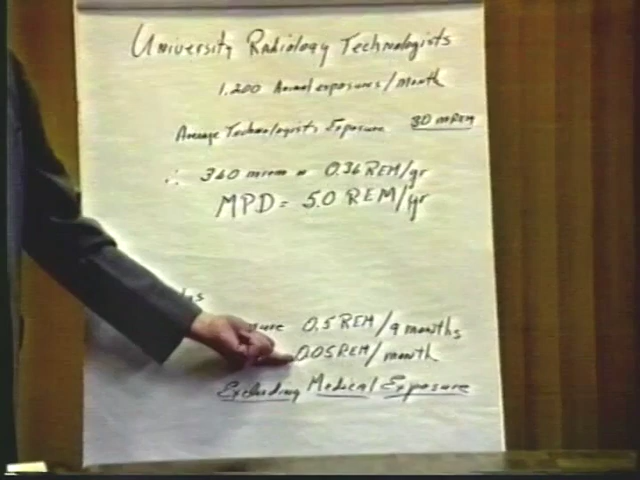 University Radiology Technologists
1,200 Animal exposures/month
Average Technologists Exposure 30 mREM
∴ 360 mrem = 0.36 REM/yr
MPD = 5.0 REM/yr
0.5 REM/9 months
0.05 REM/month
Excluding Medical Exposure